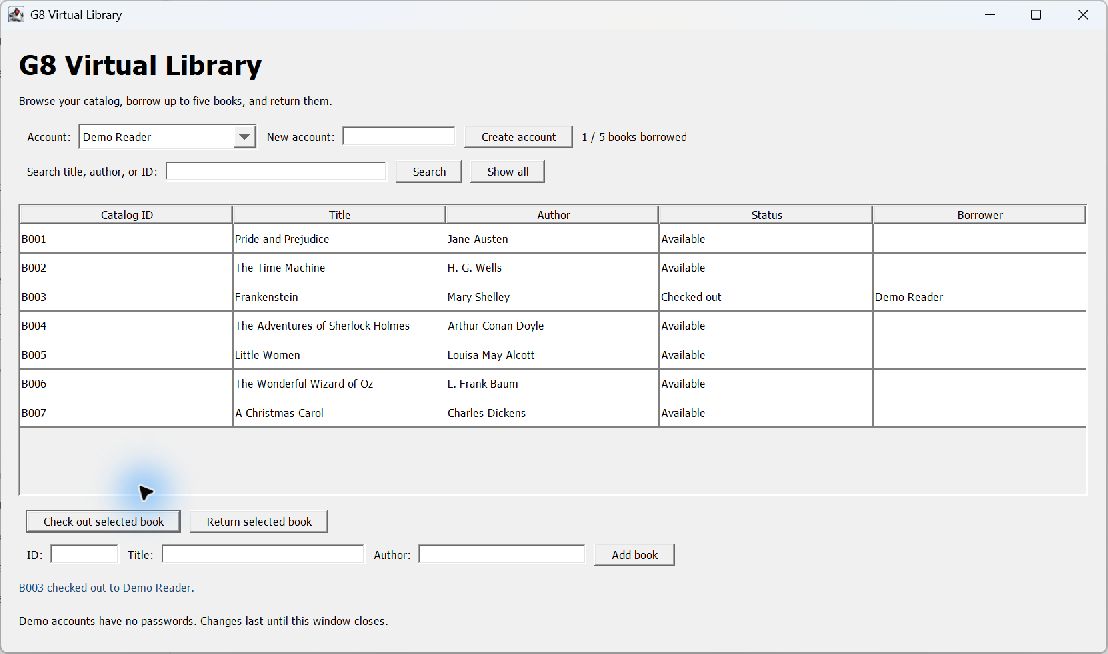 G8 Virtual Library
G8 Virtual Library
Browse your catalog, borrow up to five books, and return them.
Account: Demo Reader New account: Create account 1 / 5 books borrowed
Search title, author, or ID: Search Show all
Catalog ID Title Author Status Borrower
B001 Pride and Prejudice Jane Austen Available
B002 The Time Machine H. G. Wells Available
B003 Frankenstein Mary Shelley Checked out Demo Reader
B004 The Adventures of Sherlock Holmes Arthur Conan Doyle Available
B005 Little Women Louisa May Alcott Available
B006 The Wonderful Wizard of Oz L. Frank Baum Available
B007 A Christmas Carol Charles Dickens Available
Check out selected book Return selected book
ID: Title: Author: Add book
B003 checked out to Demo Reader.
Demo accounts have no passwords. Changes last until this window closes.